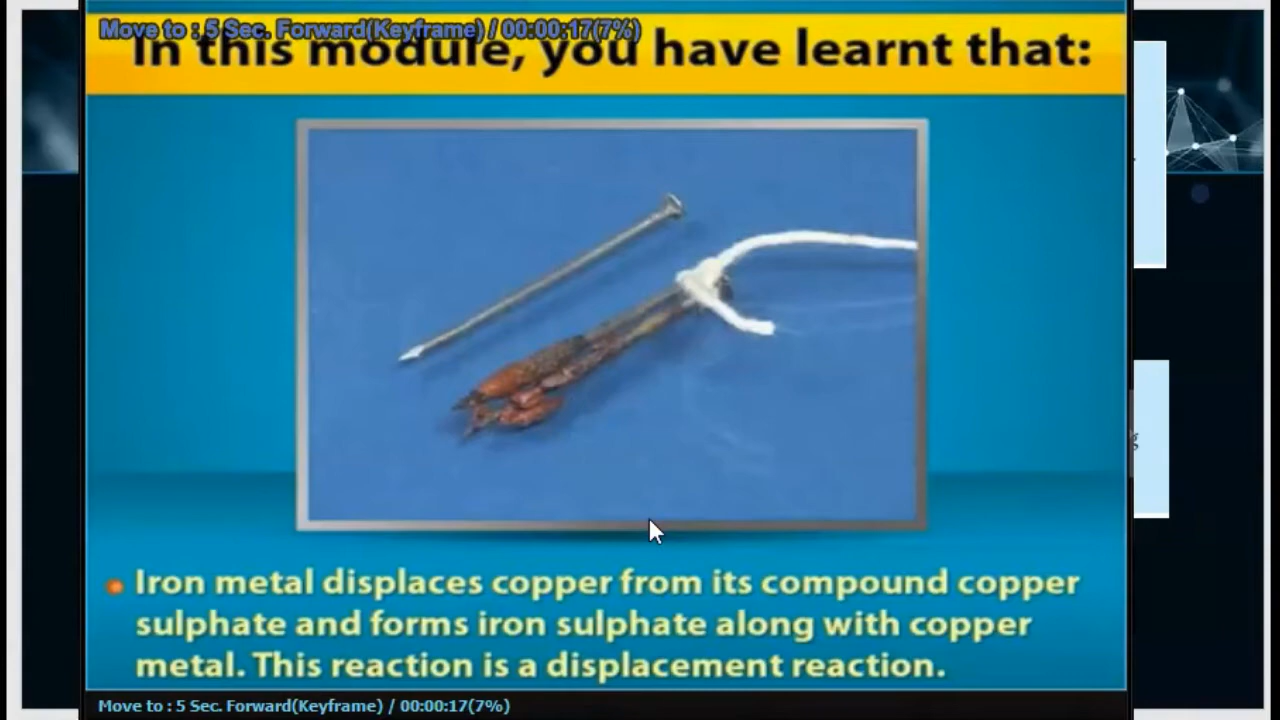 Move to : 5 Sec. Forward(Keyframe) / 00:00:17(7%)
In this module, you have learnt that:
Iron metal displaces copper from its compound copper
sulphate and forms iron sulphate along with copper
metal. This reaction is a displacement reaction.
Move to : 5 Sec. Forward(Keyframe) / 00:00:17(7%)